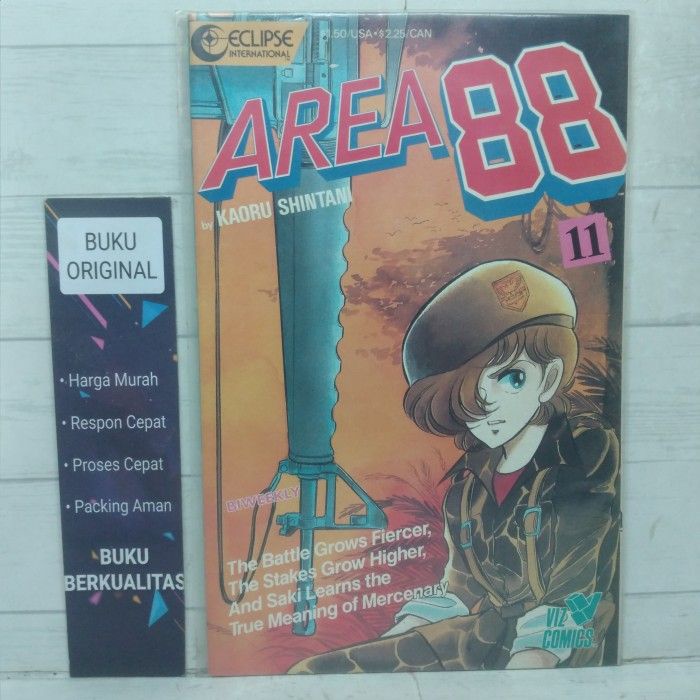 ECLIPSE
INTERNATIONAL
$1.50/USA • $2.25/CAN
AREA 88
by KAORU SHINTANI
11
BIWEEKLY
The Battle Grows Fiercer,
The Stakes Grow Higher,
And Saki Learns the
True Meaning of Mercenary
VIZ
COMICS
BUKU
ORIGINAL
• Harga Murah
• Respon Cepat
• Proses Cepat
• Packing Aman
BUKU
BERKUALITAS